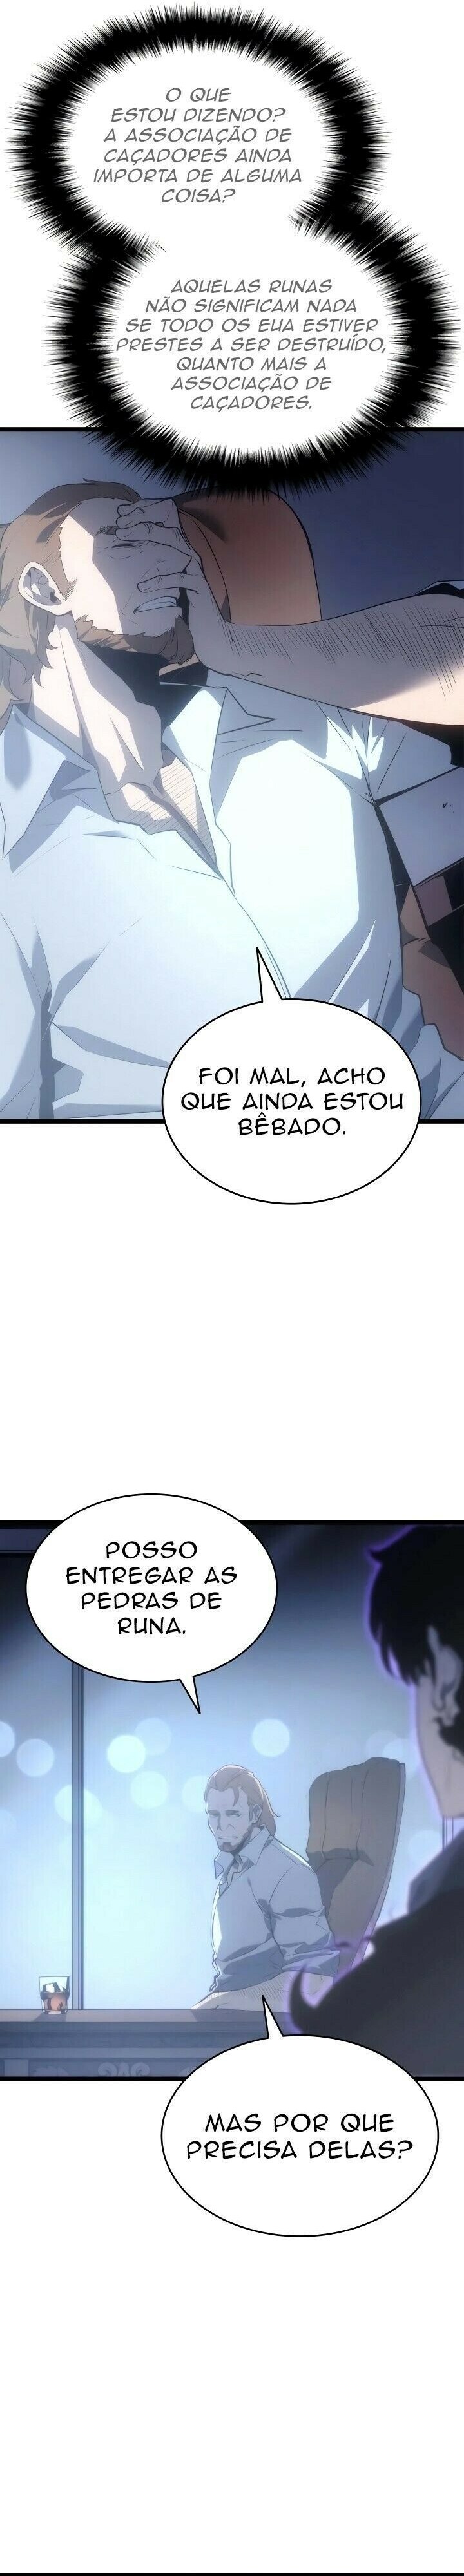 O QUE
ESTOU DIZENDO?
A ASSOCIAÇÃO DE
CAÇADORES AINDA
IMPORTA DE ALGUMA
COISA?
AQUELAS RUNAS
NÃO SIGNIFICAM NADA
SE TODO OS EUA ESTIVER
PRESTES A SER DESTRUÍDO,
QUANTO MAIS A
ASSOCIAÇÃO DE
CAÇADORES.
FOI MAL, ACHO
QUE AINDA ESTOU
BÊBADO.
POSSO
ENTREGAR AS
PEDRAS DE
RUNA.
MAS POR QUE
PRECISA DELAS?